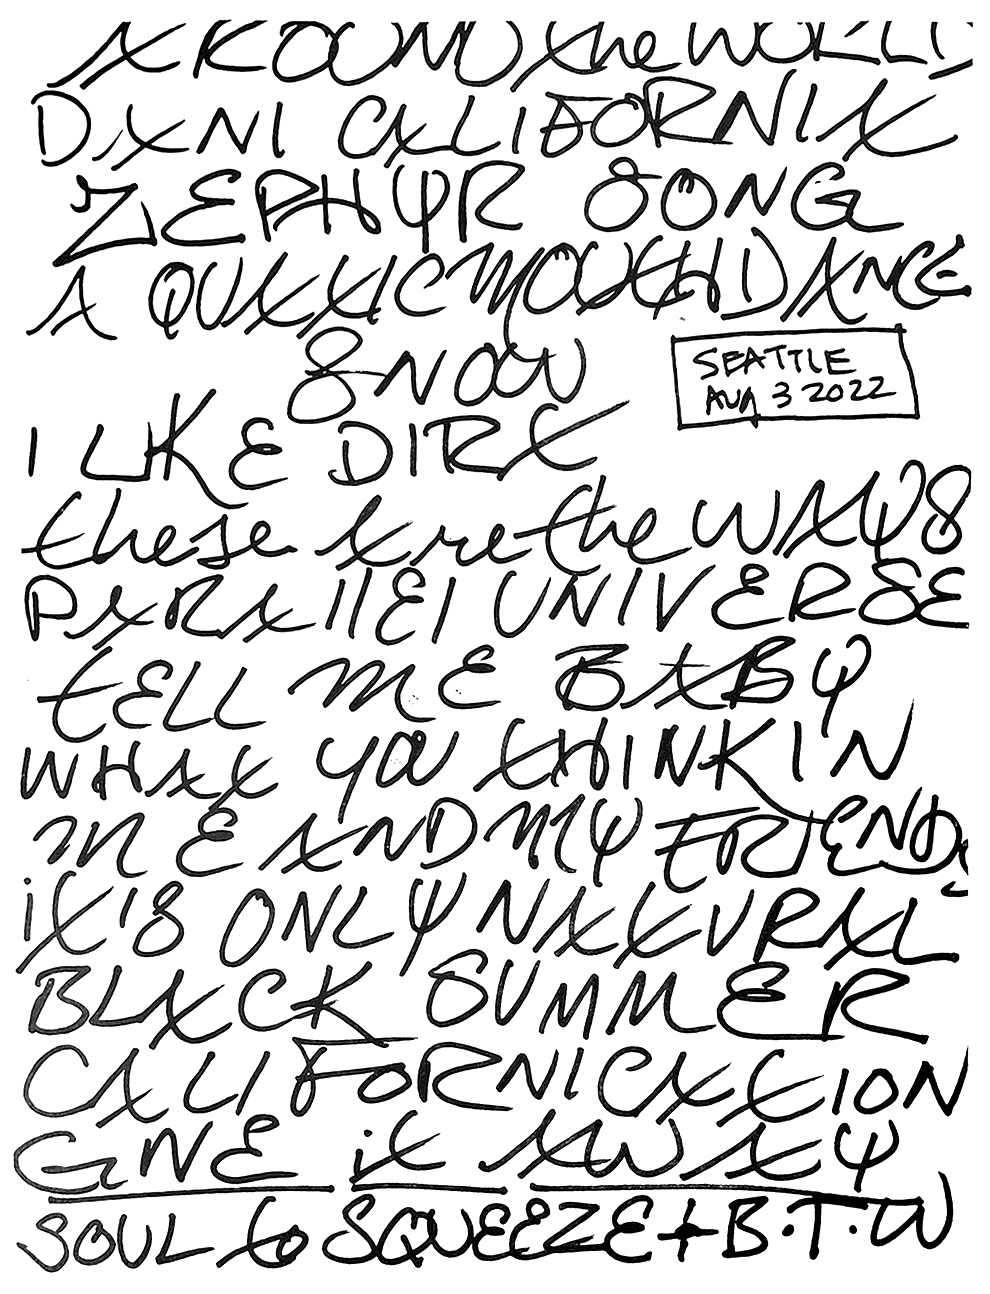 AROUND the WORLD
DANI CALIFORNIA
ZEPHYR SONG
A QUIXXIC MOUTH DANCE
SNOW
SEATTLE
AUG 3 2022
I LIKE DIRT
these Are the WAYS
PARAllEl UNIVERSE
tELL ME BABY
WHAT YOU THINKIN
ME AND MY FRIENDS
iT'S ONLY NATURAL
BLACK SUMMER
CALIFORNICATION
GIVE iT AWAY
SOUL to SQUEEZE + B.T.W